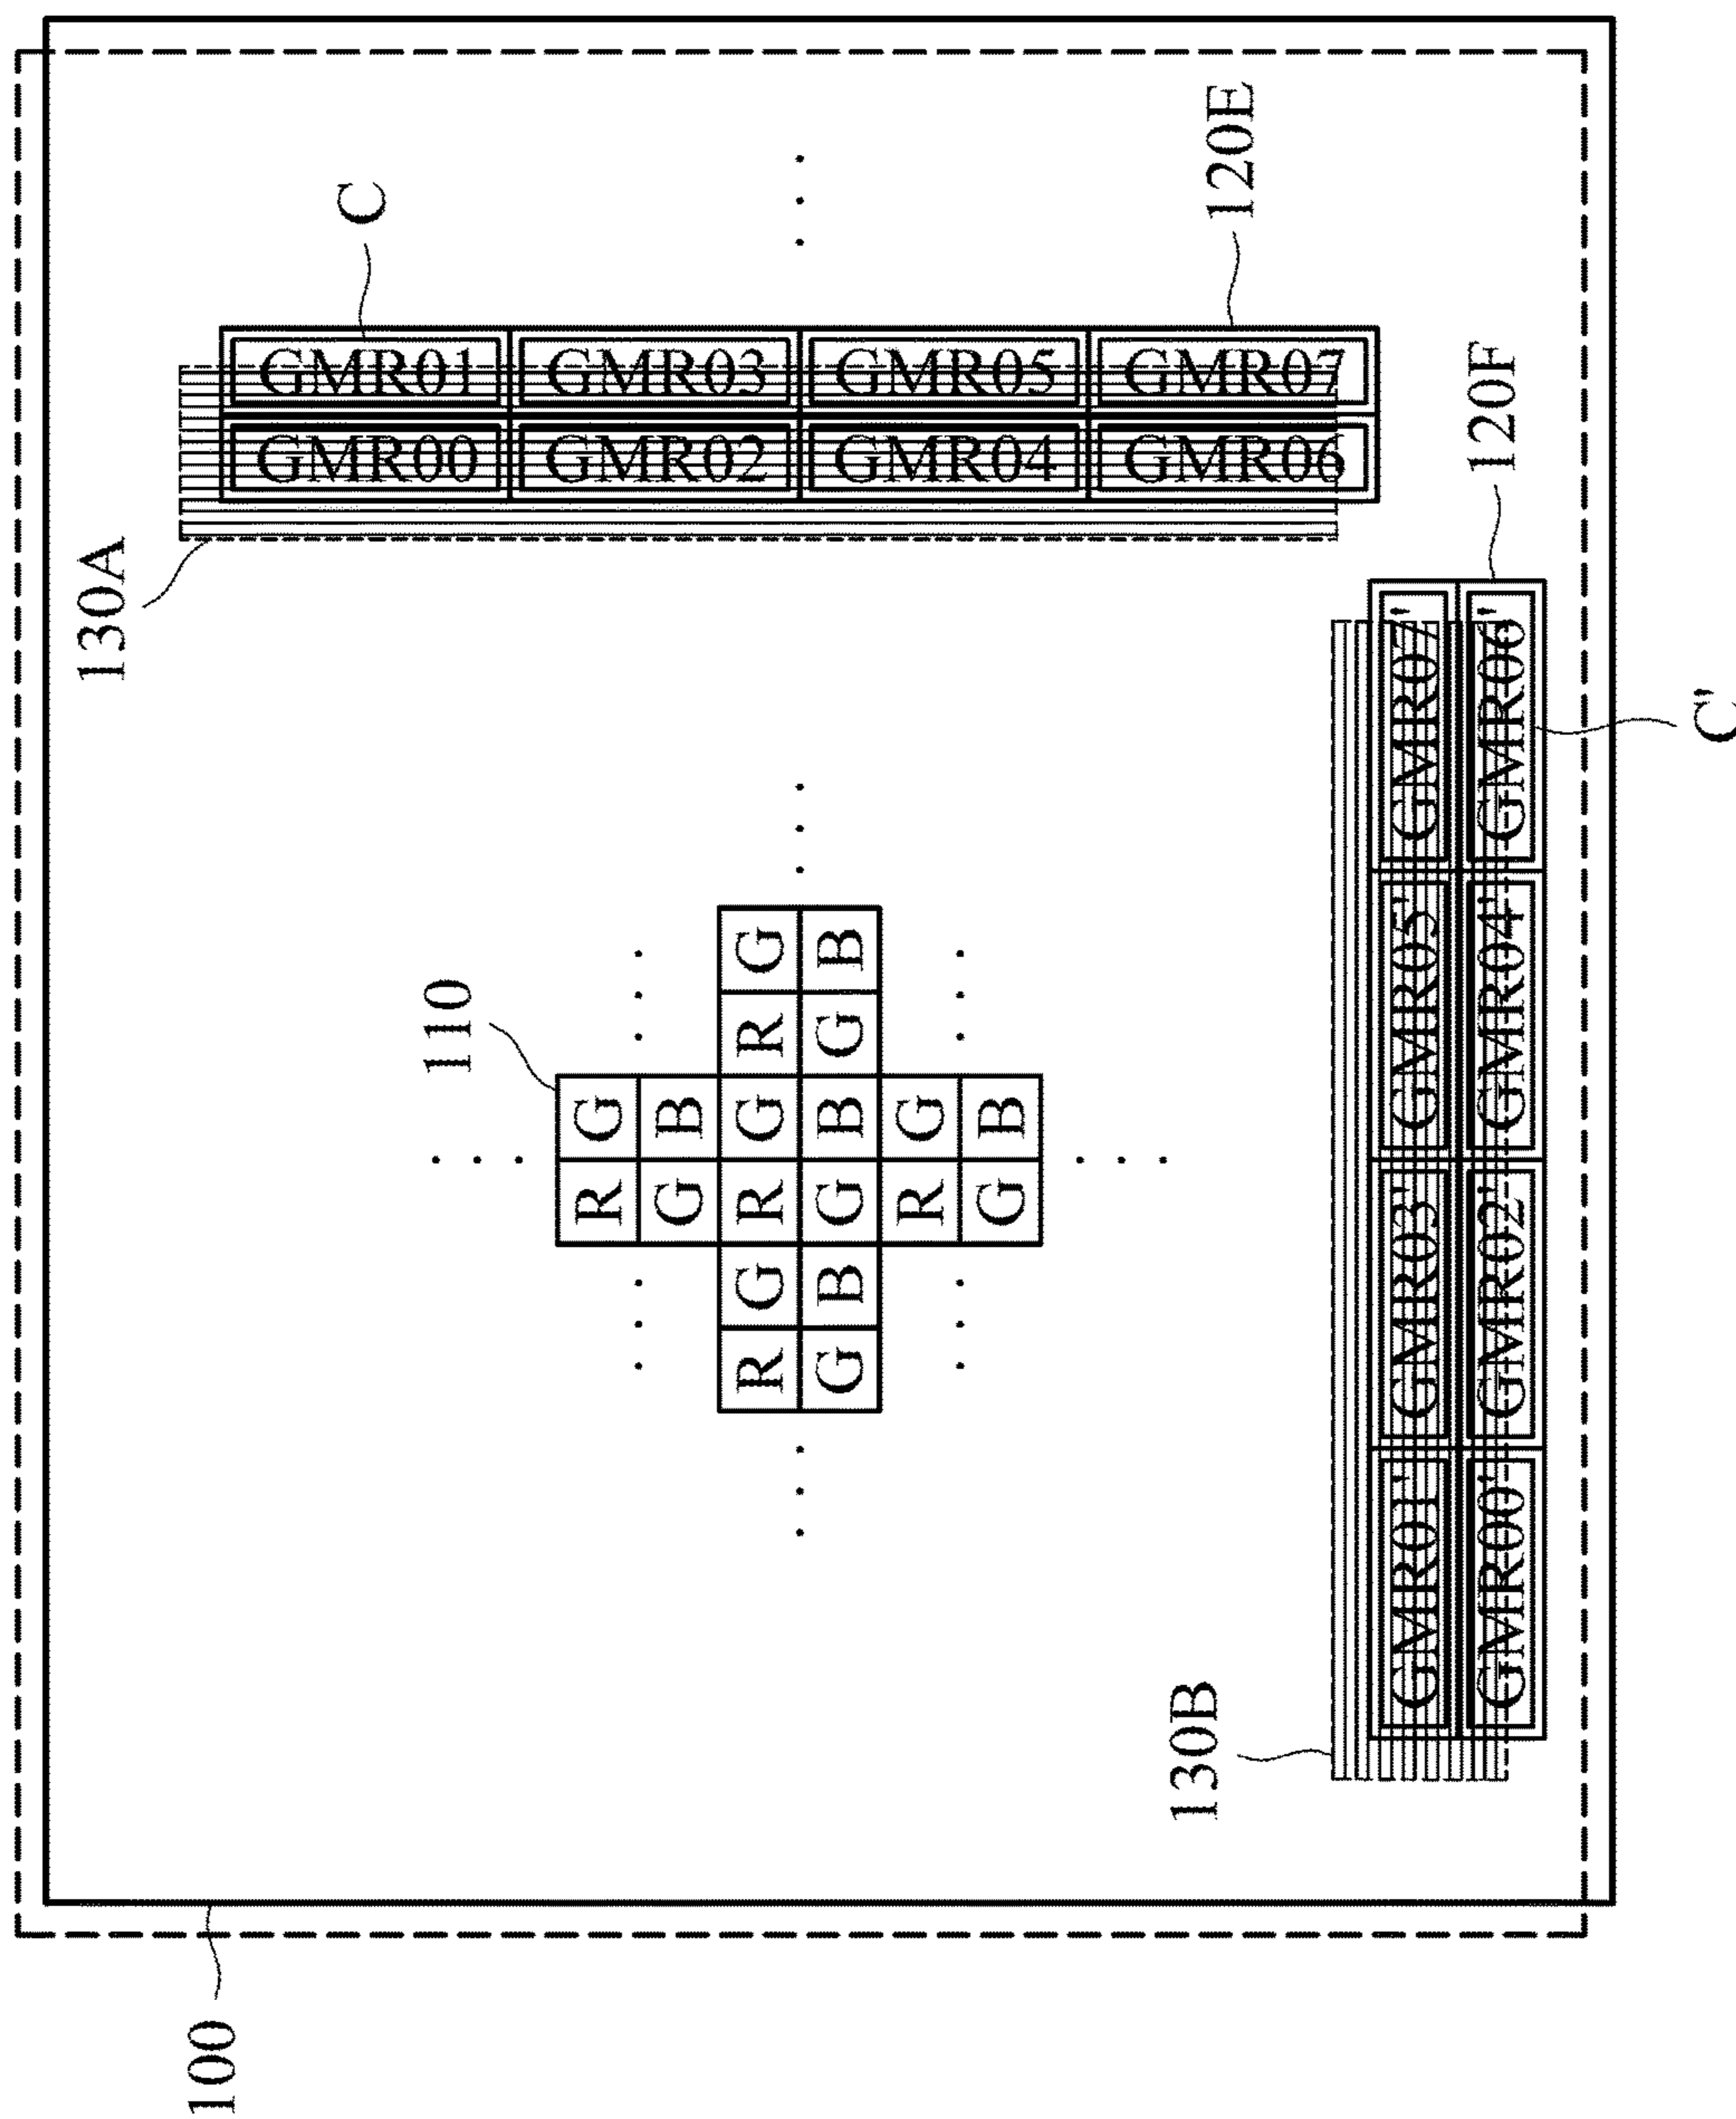 100
130A
C
GMR01 GMR03 GMR05 GMR07
GMR00 GMR02 GMR04 GMR06
120E
110
R G
G B
R G R G R G
G B G B G B
R G
G B
130B
GMR01' GMR03' GMR05' GMR07'
GMR00' GMR02' GMR04' GMR06'
120F
C'